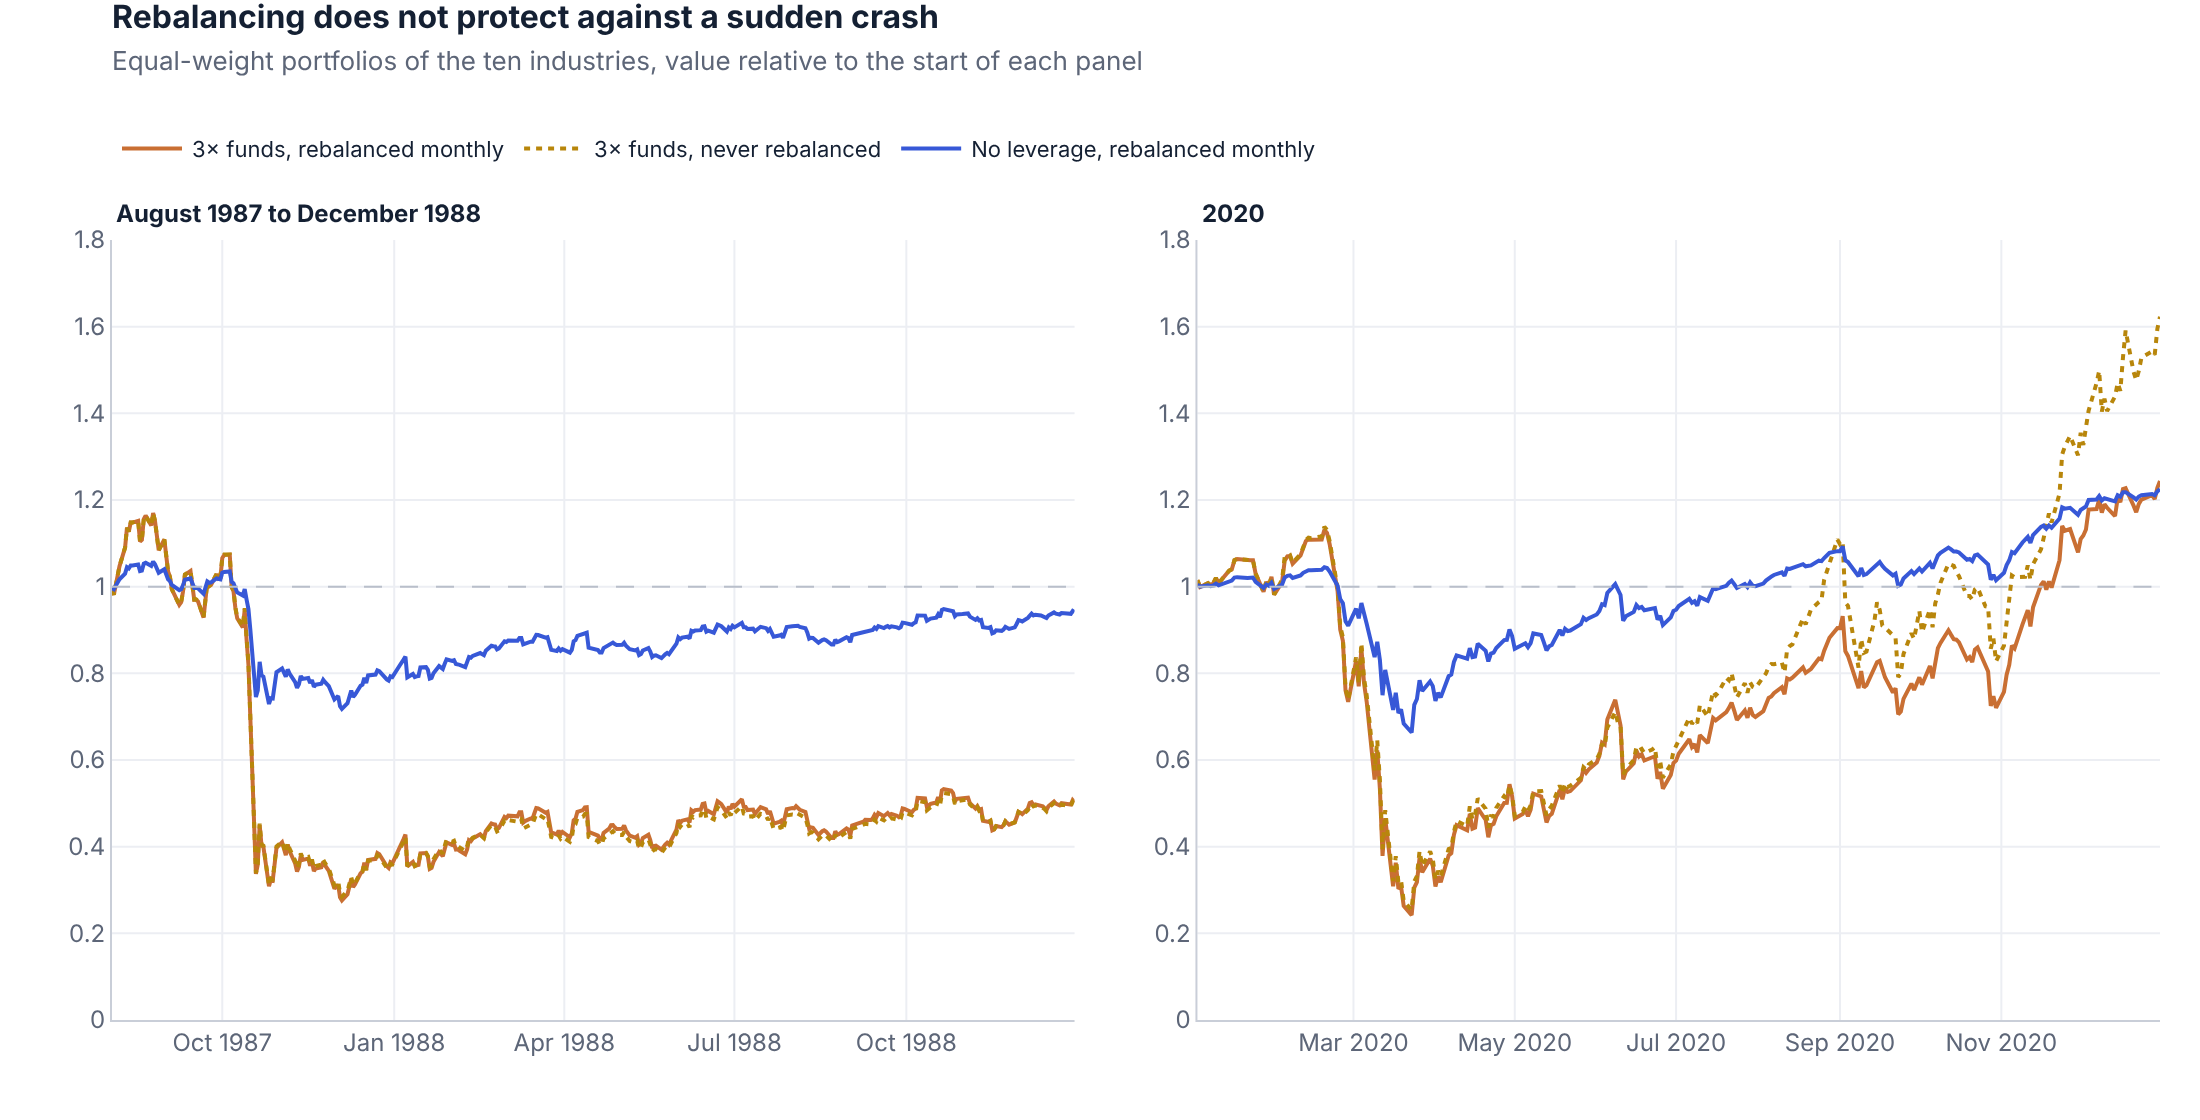 Rebalancing does not protect against a sudden crash
Equal-weight portfolios of the ten industries, value relative to the start of each panel
3× funds, rebalanced monthly
3× funds, never rebalanced
No leverage, rebalanced monthly
August 1987 to December 1988
1.8
1.6
1.4
1.2
1
0.8
0.6
0.4
0.2
0
Oct 1987
Jan 1988
Apr 1988
Jul 1988
Oct 1988
2020
1.8
1.6
1.4
1.2
1
0.8
0.6
0.4
0.2
0
Mar 2020
May 2020
Jul 2020
Sep 2020
Nov 2020